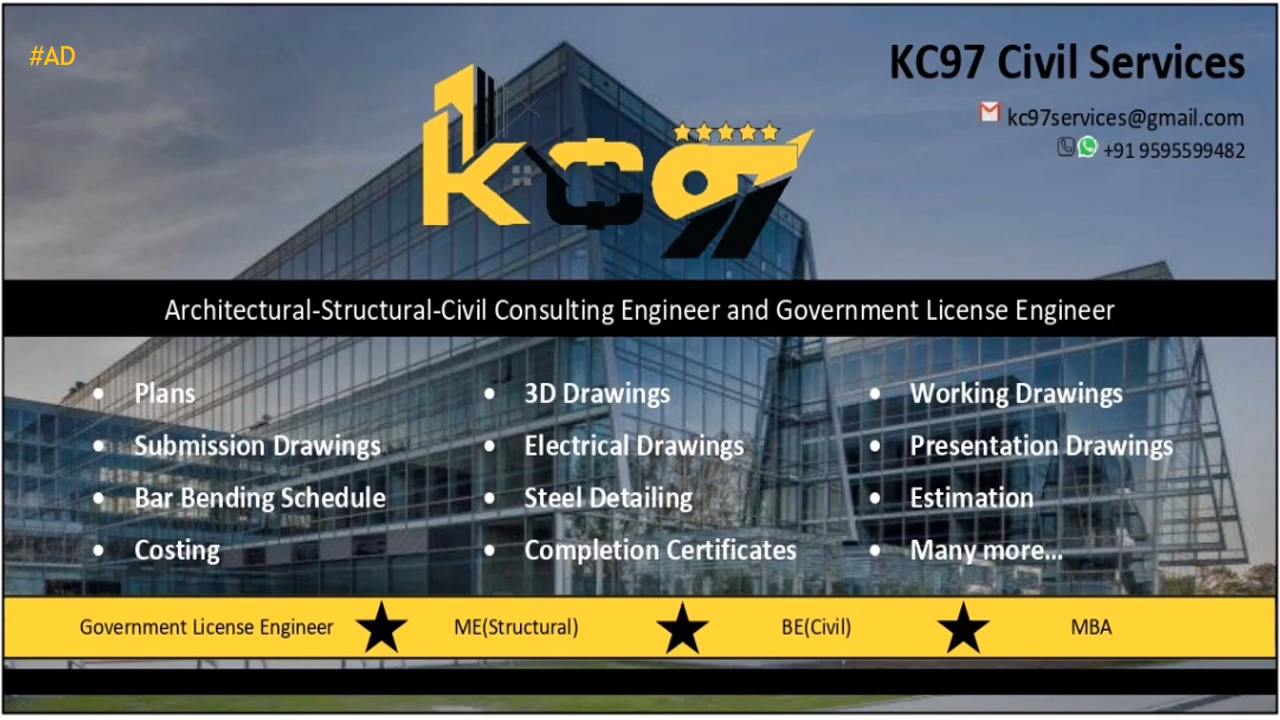 #AD
KC97 Civil Services
kc97services@gmail.com
+91 9595599482
kc97
Architectural-Structural-Civil Consulting Engineer and Government License Engineer
• Plans
• Submission Drawings
• Bar Bending Schedule
• Costing
• 3D Drawings
• Electrical Drawings
• Steel Detailing
• Completion Certificates
• Working Drawings
• Presentation Drawings
• Estimation
• Many more...
Government License Engineer ★ ME(Structural) ★ BE(Civil) ★ MBA